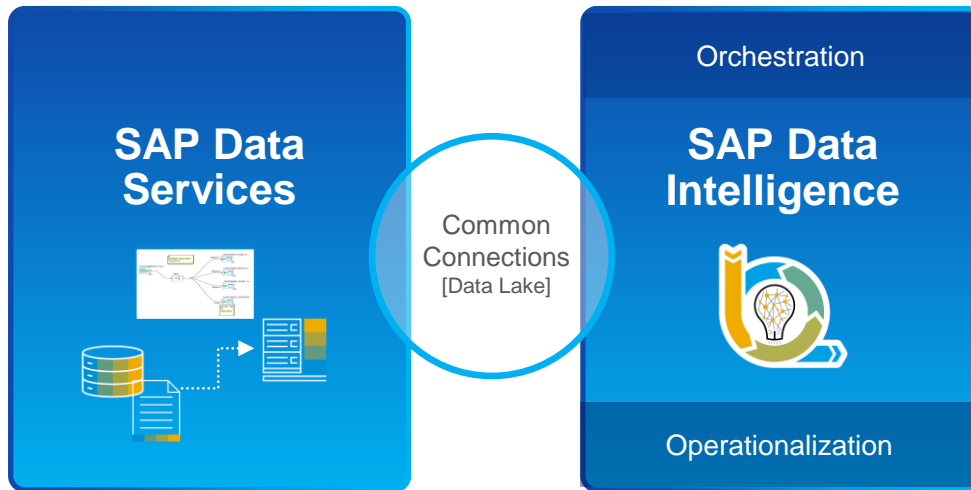 SAP Data
Services
Common
Connections
[Data Lake]
Orchestration
SAP Data
Intelligence
Operationalization